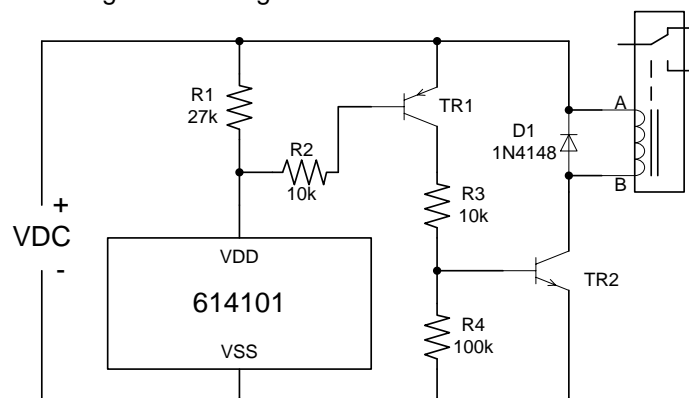 R1
27k
R2
10k
TR1
R3
10k
D1
1N4148
A
B
+
VDC
-
VDD
614101
VSS
R4
100k
TR2